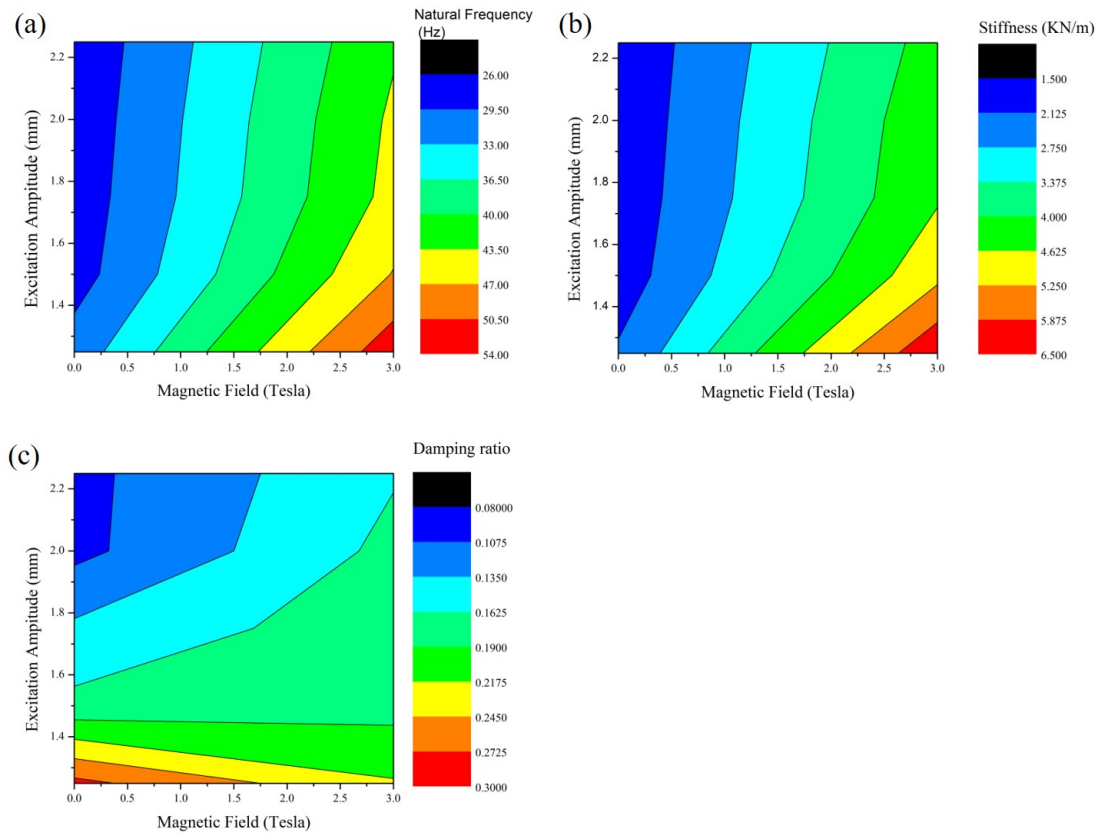 (a)
Natural Frequency
(Hz)
26.00
29.50
33.00
36.50
40.00
43.50
47.00
50.50
54.00
2.2
2.0
1.8
1.6
1.4
Excitation Ampitude (mm)
0.0 0.5 1.0 1.5 2.0 2.5 3.0
Magnetic Field (Tesla)
(b)
Stiffness (KN/m)
1.500
2.125
2.750
3.375
4.000
4.625
5.250
5.875
6.500
2.2
2.0
1.8
1.6
1.4
Excitation Ampitude (mm)
0.0 0.5 1.0 1.5 2.0 2.5 3.0
Magnetic Field (Tesla)
(c)
Damping ratio
0.08000
0.1075
0.1350
0.1625
0.1900
0.2175
0.2450
0.2725
0.3000
2.2
2.0
1.8
1.6
1.4
Excitation Ampitude (mm)
0.0 0.5 1.0 1.5 2.0 2.5 3.0
Magnetic Field (Tesla)